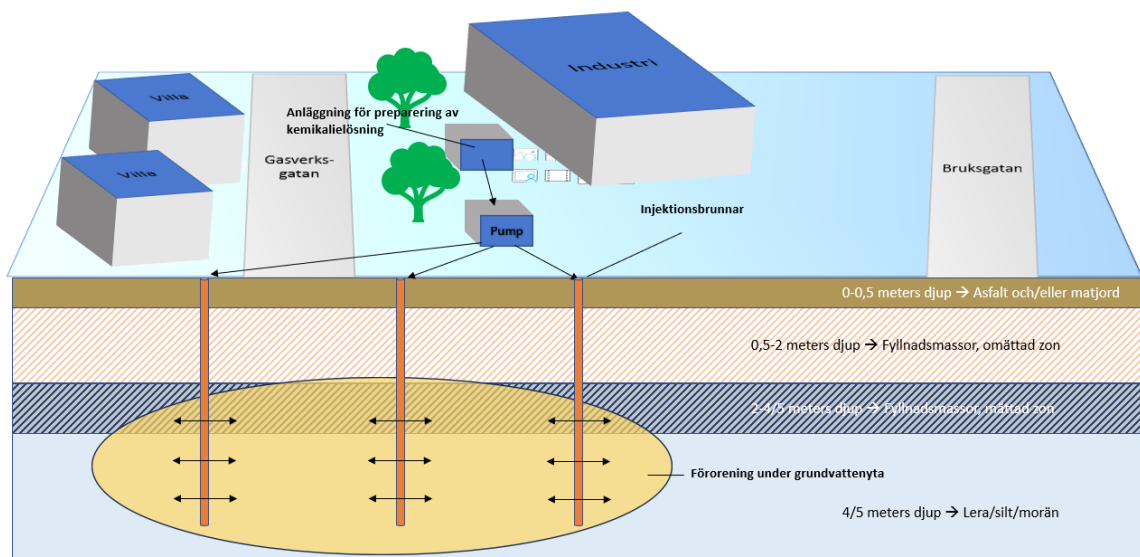 Industri
Villa
Anläggning för preparering av
kemikalielösning
Gasverks-
gatan
Bruksgatan
Villa
Injektionsbrunnar
Pump
0-0,5 meters djup → Asfalt och/eller matjord
0,5-2 meters djup → Fyllnadsmassor, omättad zon
2-4/5 meters djup → Fyllnadsmassor, mättad zon
Förorening under grundvattenyta
4/5 meters djup → Lera/silt/morän